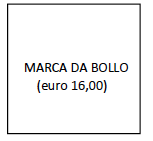 MARCA DA BOLLO
(euro 16,00)